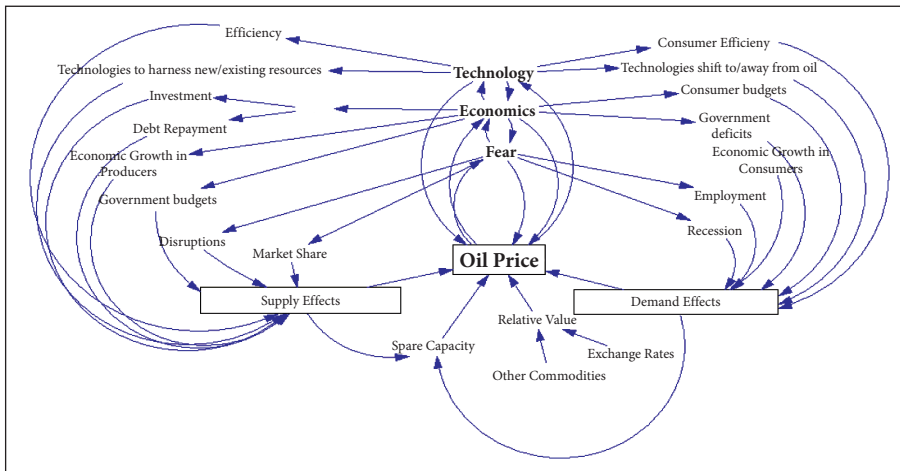 Efficiency
Consumer Efficieny
Technologies to harness new/existing resources
Technology
Technologies shift to/away from oil
Investment
Consumer budgets
Economics
Debt Repayment
Government
deficits
Economic Growth in
Producers
Fear
Economic Growth in
Consumers
Government budgets
Employment
Disruptions
Market Share
Recession
Oil Price
Supply Effects
Demand Effects
Relative Value
Spare Capacity
Exchange Rates
Other Commodities